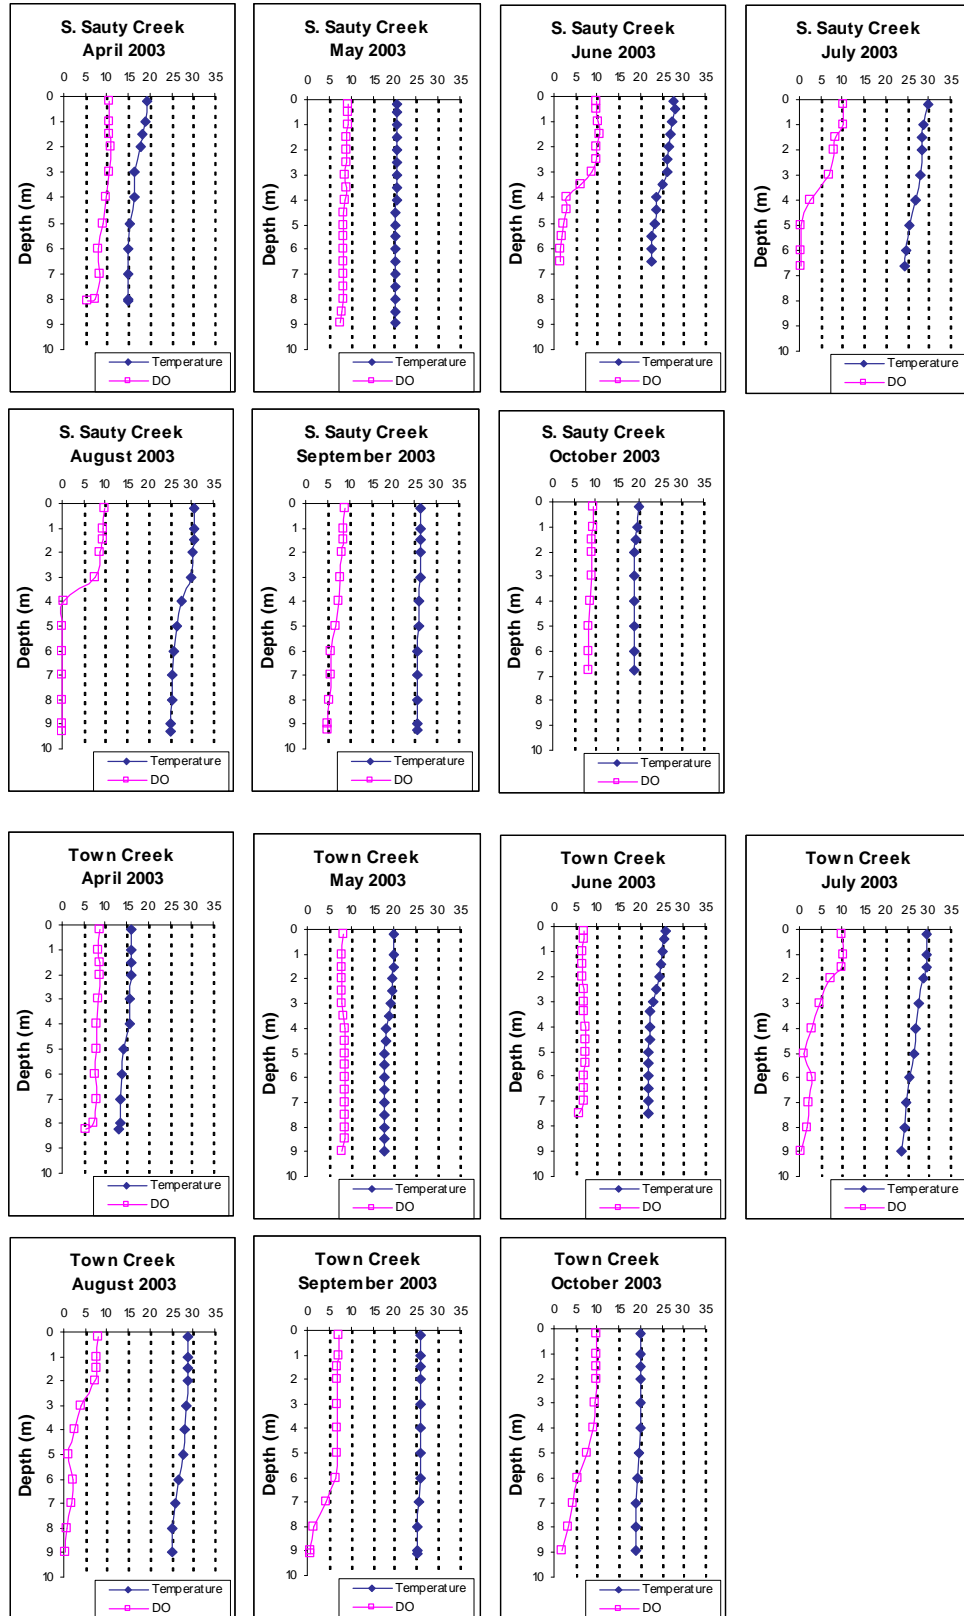 S. Sauty Creek
April 2003
0 5 10 15 20 25 30 35
0
1
2
3
4
5
6
7
8
9
10
Depth (m)
Temperature
DO
S. Sauty Creek
May 2003
0 5 10 15 20 25 30 35
0
1
2
3
4
5
6
7
8
9
10
Depth (m)
Temperature
DO
S. Sauty Creek
June 2003
0 5 10 15 20 25 30 35
0
1
2
3
4
5
6
7
8
9
10
Depth (m)
Temperature
DO
S. Sauty Creek
July 2003
0 5 10 15 20 25 30 35
0
1
2
3
4
5
6
7
8
9
10
Depth (m)
Temperature
DO
S. Sauty Creek
August 2003
0 5 10 15 20 25 30 35
0
1
2
3
4
5
6
7
8
9
10
Depth (m)
Temperature
DO
S. Sauty Creek
September 2003
0 5 10 15 20 25 30 35
0
1
2
3
4
5
6
7
8
9
10
Depth (m)
Temperature
DO
S. Sauty Creek
October 2003
0 5 10 15 20 25 30 35
0
1
2
3
4
5
6
7
8
9
10
Depth (m)
Temperature
DO
Town Creek
April 2003
0 5 10 15 20 25 30 35
0
1
2
3
4
5
6
7
8
9
10
Depth (m)
Temperature
DO
Town Creek
May 2003
0 5 10 15 20 25 30 35
0
1
2
3
4
5
6
7
8
9
10
Depth (m)
Temperature
DO
Town Creek
June 2003
0 5 10 15 20 25 30 35
0
1
2
3
4
5
6
7
8
9
10
Depth (m)
Temperature
DO
Town Creek
July 2003
0 5 10 15 20 25 30 35
0
1
2
3
4
5
6
7
8
9
10
Depth (m)
Temperature
DO
Town Creek
August 2003
0 5 10 15 20 25 30 35
0
1
2
3
4
5
6
7
8
9
10
Depth (m)
Temperature
DO
Town Creek
September 2003
0 5 10 15 20 25 30 35
0
1
2
3
4
5
6
7
8
9
10
Depth (m)
Temperature
DO
Town Creek
October 2003
0 5 10 15 20 25 30 35
0
1
2
3
4
5
6
7
8
9
10
Depth (m)
Temperature
DO